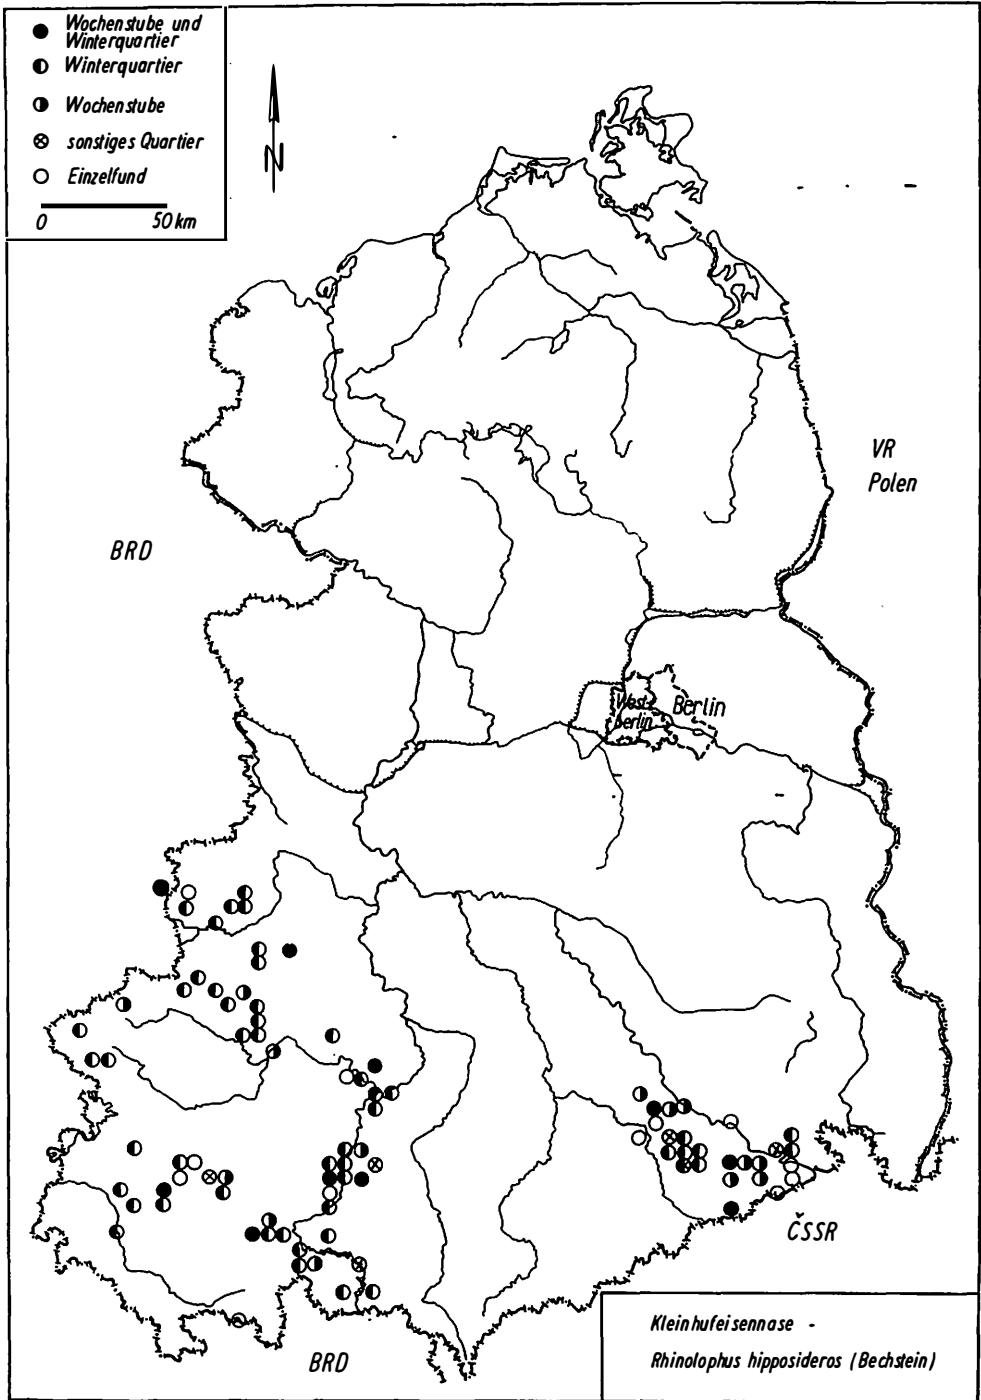 Wochenstube und
Winterquartier
Winterquartier
Wochenstube
sonstiges Quartier
Einzelfund
0 50 km
N
VR
Polen
BRD
West-
berlin
Berlin
ČSSR
BRD
Kleinhufeisennase -
Rhinolophus hipposideros (Bechstein)